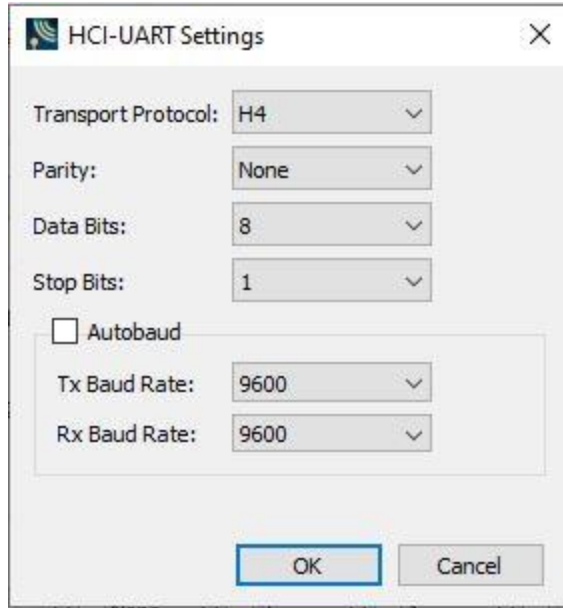 HCI-UART Settings
Transport Protocol: H4
Parity: None
Data Bits: 8
Stop Bits: 1
Autobaud
Tx Baud Rate: 9600
Rx Baud Rate: 9600
OK Cancel